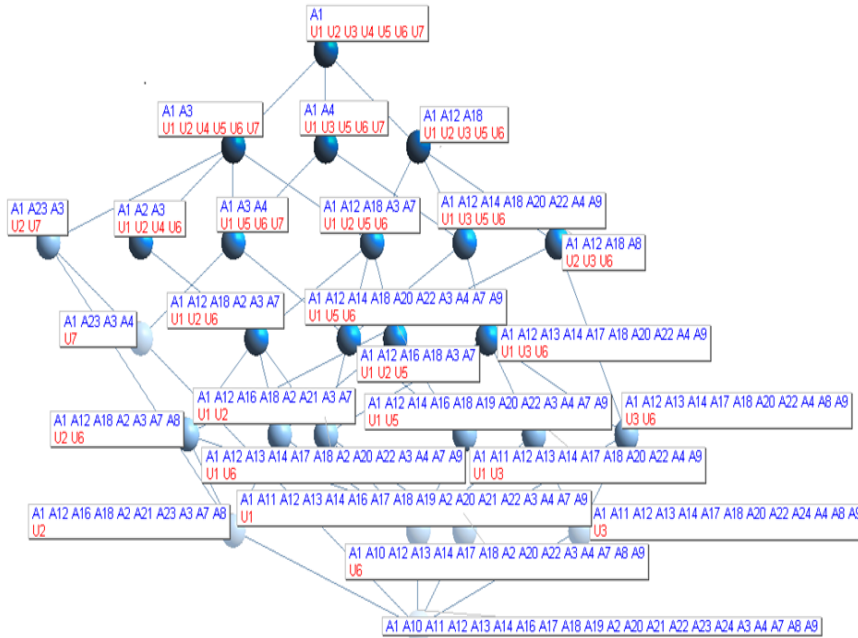 A1
U1 U2 U3 U4 U5 U6 U7
A1 A3
U1 U2 U4 U5 U6 U7
A1 A4
U1 U3 U5 U6 U7
A1 A12 A18
U1 U2 U3 U5 U6
A1 A23 A3
U2 U7
A1 A2 A3
U1 U2 U4 U6
A1 A3 A4
U1 U5 U6 U7
A1 A12 A18 A3 A7
U1 U2 U5 U6
A1 A12 A14 A18 A20 A22 A4 A9
U1 U3 U5 U6
A1 A12 A18 A8
U2 U3 U6
A1 A23 A3 A4
U7
A1 A12 A18 A2 A3 A7
U1 U2 U6
A1 A12 A14 A18 A20 A22 A3 A4 A7 A9
U1 U5 U6
A1 A12 A16 A18 A3 A7
U1 U2 U5
A1 A12 A13 A14 A17 A18 A20 A22 A4 A9
U1 U3 U6
A1 A12 A18 A2 A3 A7 A8
U2 U6
A1 A12 A16 A18 A2 A21 A3 A7
U1 U2
A1 A12 A14 A16 A18 A19 A20 A22 A3 A4 A7 A9
U1 U5
A1 A12 A13 A14 A17 A18 A20 A22 A4 A8 A9
U3 U6
A1 A12 A13 A14 A17 A18 A2 A20 A22 A3 A4 A7 A9
U1 U6
A1 A11 A12 A13 A14 A17 A18 A20 A22 A4 A9
U1 U3
A1 A12 A16 A18 A2 A21 A23 A3 A7 A8
U2
A1 A11 A12 A13 A14 A16 A17 A18 A19 A2 A20 A21 A22 A3 A4 A7 A9
U1
A1 A11 A12 A13 A14 A17 A18 A20 A22 A24 A4 A8 A9
U3
A1 A10 A12 A13 A14 A17 A18 A2 A20 A22 A3 A4 A7 A8 A9
U6
A1 A10 A11 A12 A13 A14 A16 A17 A18 A19 A2 A20 A21 A22 A23 A24 A3 A4 A7 A8 A9